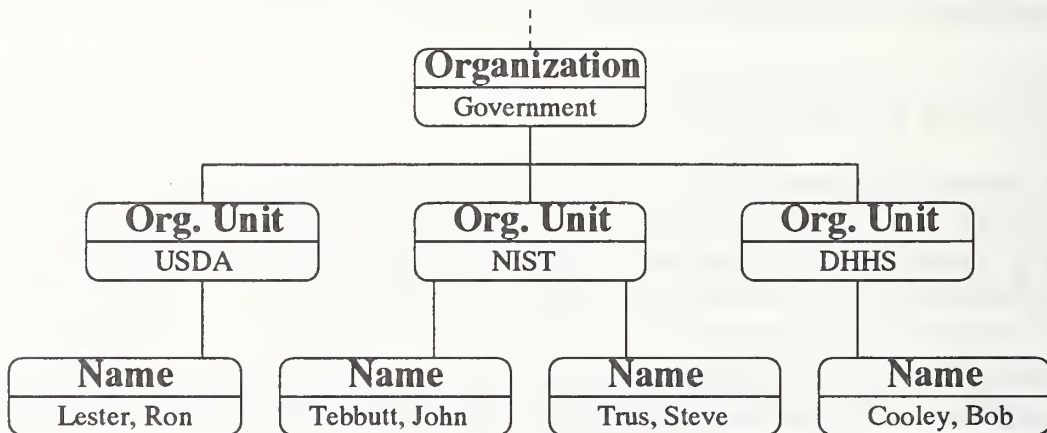 Organization
Government
Org. Unit
USDA
Org. Unit
NIST
Org. Unit
DHHS
Name
Lester, Ron
Name
Tebbutt, John
Name
Trus, Steve
Name
Cooley, Bob